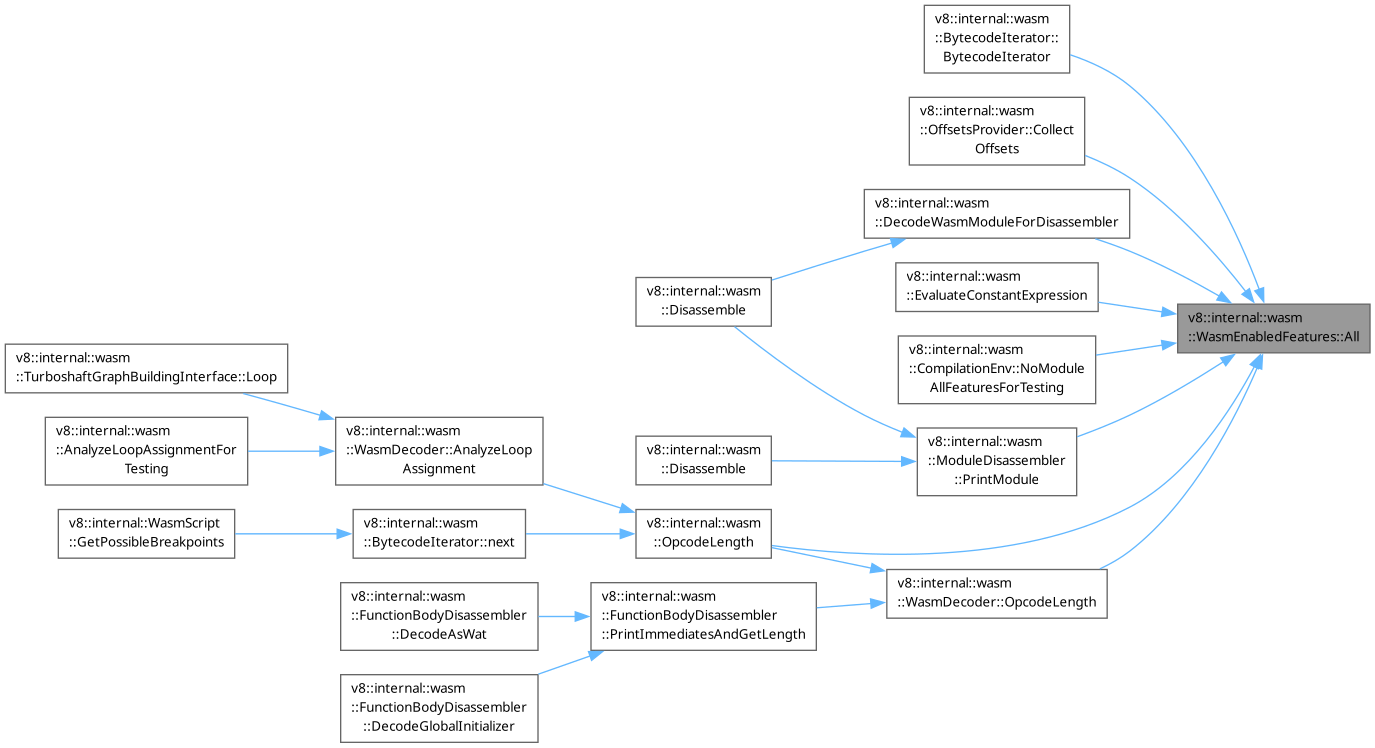 v8::internal::wasm
::BytecodeIterator::
BytecodeIterator
v8::internal::wasm
::OffsetsProvider::Collect
Offsets
v8::internal::wasm
::DecodeWasmModuleForDisassembler
v8::internal::wasm
::Disassemble
v8::internal::wasm
::EvaluateConstantExpression
v8::internal::wasm
::WasmEnabledFeatures::All
v8::internal::wasm
::CompilationEnv::NoModule
AllFeaturesForTesting
v8::internal::wasm
::TurboshaftGraphBuildingInterface::Loop
v8::internal::wasm
::AnalyzeLoopAssignmentFor
Testing
v8::internal::wasm
::WasmDecoder::AnalyzeLoop
Assignment
v8::internal::wasm
::Disassemble
v8::internal::wasm
::ModuleDisassembler
::PrintModule
v8::internal::WasmScript
::GetPossibleBreakpoints
v8::internal::wasm
::BytecodeIterator::next
v8::internal::wasm
::OpcodeLength
v8::internal::wasm
::WasmDecoder::OpcodeLength
v8::internal::wasm
::FunctionBodyDisassembler
::DecodeAsWat
v8::internal::wasm
::FunctionBodyDisassembler
::PrintImmediatesAndGetLength
v8::internal::wasm
::FunctionBodyDisassembler
::DecodeGlobalInitializer